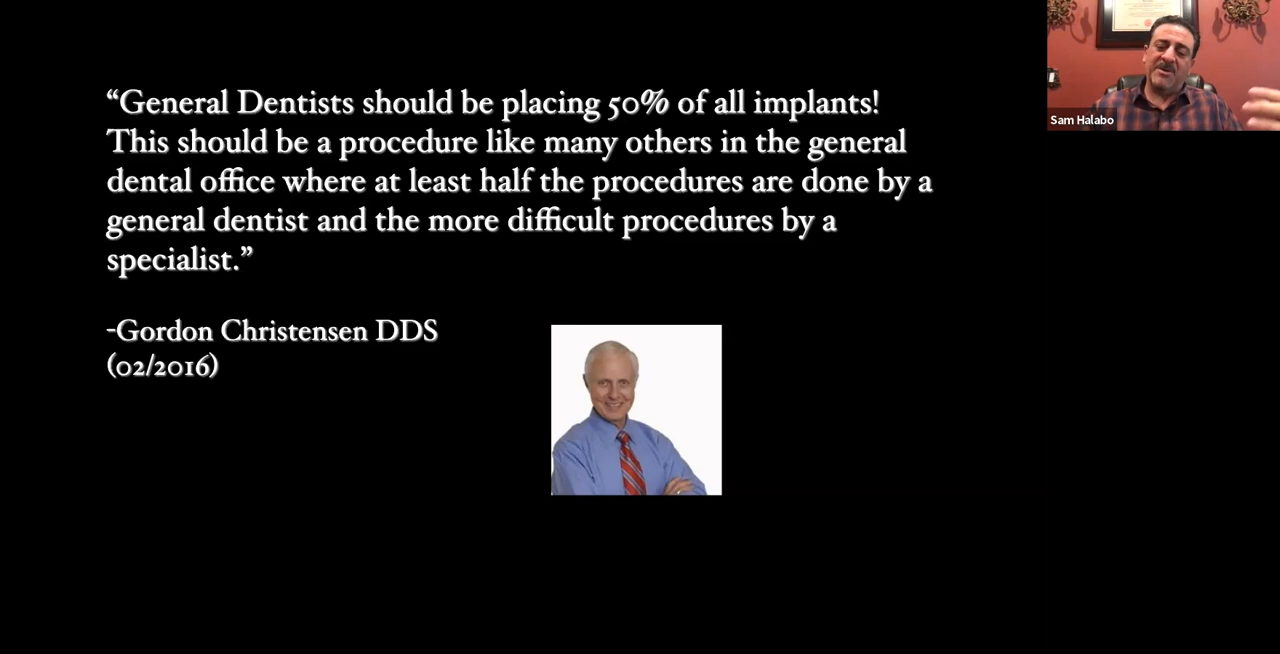 “General Dentists should be placing 50% of all implants!
This should be a procedure like many others in the general
dental office where at least half the procedures are done by a
general dentist and the more difficult procedures by a
specialist.”
-Gordon Christensen DDS
(02/2016)
Sam Halabo